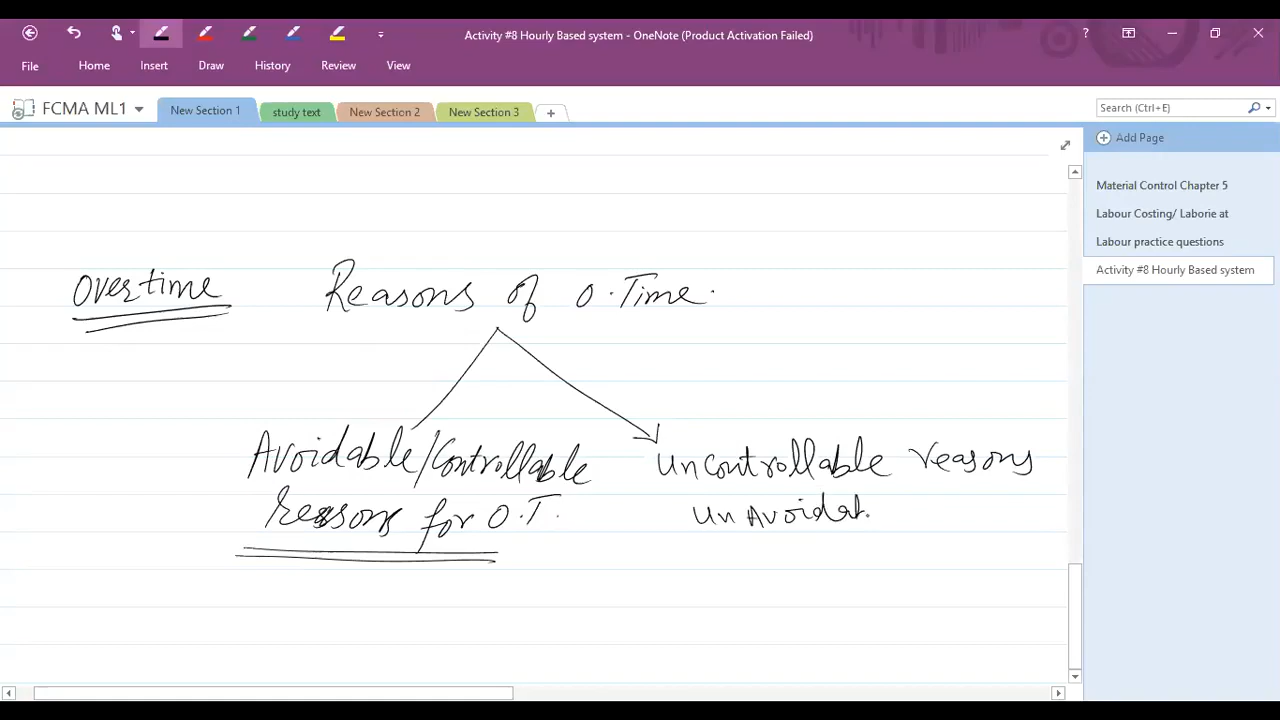 Activity #8 Hourly Based system - OneNote (Product Activation Failed)
?
File Home Insert Draw History Review View
FCMA ML1 New Section 1 study text New Section 2 New Section 3 +
Search (Ctrl+E)
Add Page
Material Control Chapter 5
Labour Costing/ Laborie at
Labour practice questions
Activity #8 Hourly Based system
Overtime Reasons of O.Time.
Avoidable/Controllable Uncontrollable reasons
Reasons for O.T. UnAvoidab